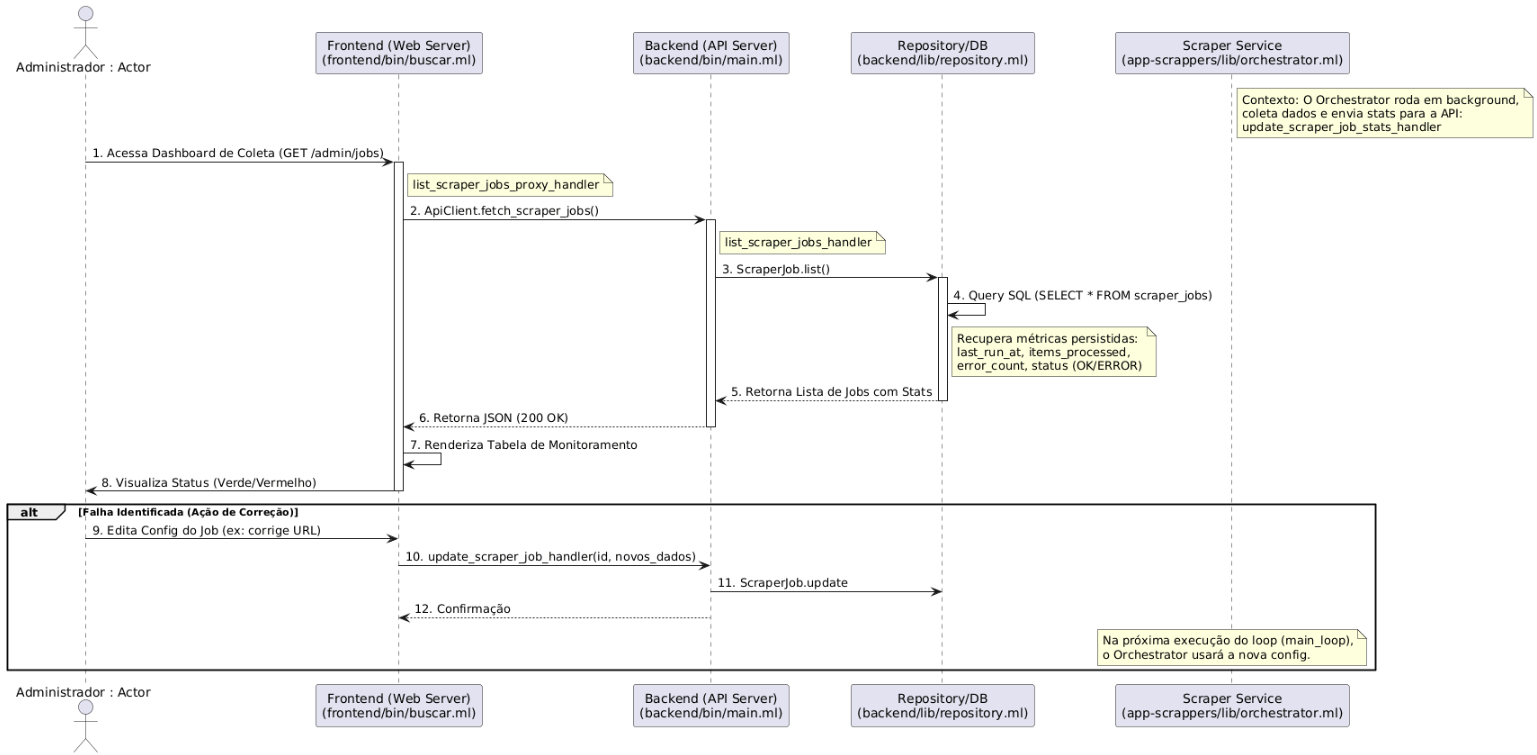 Administrador : Actor
Frontend (Web Server)
(frontend/bin/buscar.ml)
Backend (API Server)
(backend/bin/main.ml)
Repository/DB
(backend/lib/repository.ml)
Scraper Service
(app-scrappers/lib/orchestrator.ml)
Contexto: O Orchestrator roda em background,
coleta dados e envia stats para a API:
update_scraper_job_stats_handler
1. Acessa Dashboard de Coleta (GET /admin/jobs)
list_scraper_jobs_proxy_handler
2. ApiClient.fetch_scraper_jobs()
list_scraper_jobs_handler
3. ScraperJob.list()
4. Query SQL (SELECT * FROM scraper_jobs)
Recupera métricas persistidas:
last_run_at, items_processed,
error_count, status (OK/ERROR)
5. Retorna Lista de Jobs com Stats
6. Retorna JSON (200 OK)
7. Renderiza Tabela de Monitoramento
8. Visualiza Status (Verde/Vermelho)
alt [Falha Identificada (Ação de Correção)]
9. Edita Config do Job (ex: corrige URL)
10. update_scraper_job_handler(id, novos_dados)
11. ScraperJob.update
12. Confirmação
Na próxima execução do loop (main_loop),
o Orchestrator usará a nova config.
Administrador : Actor
Frontend (Web Server)
(frontend/bin/buscar.ml)
Backend (API Server)
(backend/bin/main.ml)
Repository/DB
(backend/lib/repository.ml)
Scraper Service
(app-scrappers/lib/orchestrator.ml)